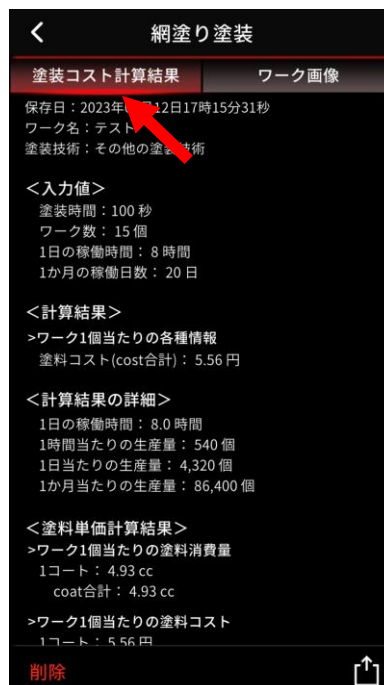 網塗り塗装
塗装コスト計算結果
ワーク画像
保存日：2023年0 12日17時15分31秒
ワーク名：テスト
塗装技術：その他の塗 技術
＜入力値＞
塗装時間：100 秒
ワーク数： 15 個
1日の稼働時間： 8 時間
1か月の稼働日数： 20 日
＜計算結果＞
>ワーク1個当たりの各種情報
塗料コスト(cost合計)： 5.56 円
＜計算結果の詳細＞
1日の稼働時間： 8.0 時間
1時間当たりの生産量： 540 個
1日当たりの生産量： 4,320 個
1か月当たりの生産量： 86,400 個
＜塗料単価計算結果＞
>ワーク1個当たりの塗料消費量
1コート： 4.93 cc
coat合計： 4.93 cc
>ワーク1個当たりの塗料コスト
1コート： 5.56 円
削除